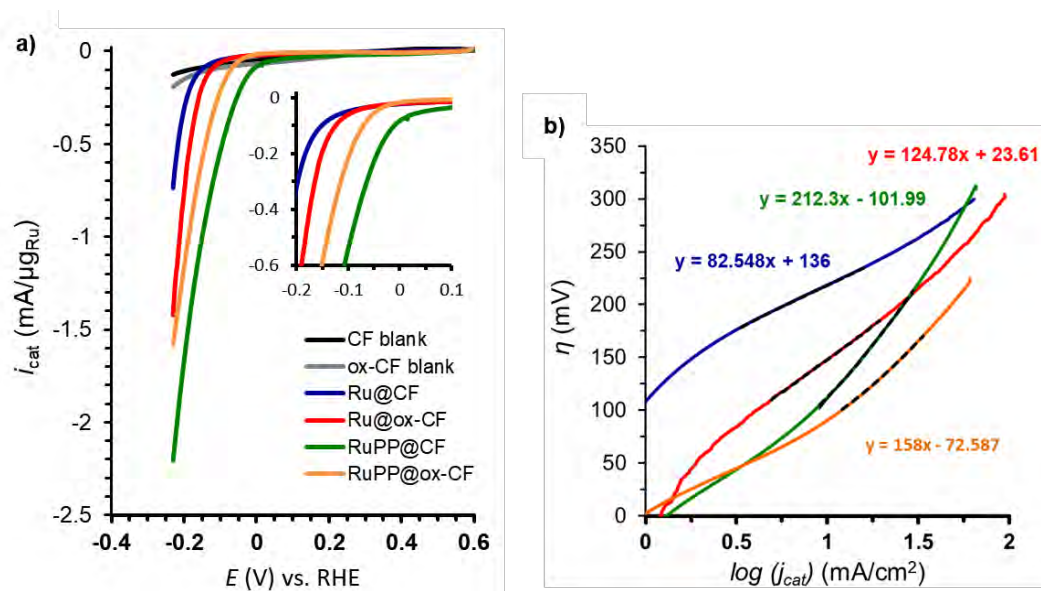 a)
0
-0.5
-1
-1.5
-2
-2.5
i_cat (mA/µg_Ru)
-0.4
-0.2
0
0.2
0.4
0.6
E (V) vs. RHE
0
-0.2
-0.4
-0.6
-0.2
-0.1
0
0.1
CF blank
ox-CF blank
Ru@CF
Ru@ox-CF
RuPP@CF
RuPP@ox-CF
b)
350
300
250
200
150
100
50
0
η (mV)
y = 124.78x + 23.61
y = 212.3x - 101.99
y = 82.548x + 136
y = 158x - 72.587
0
0.5
1
1.5
2
log (j_cat) (mA/cm²)